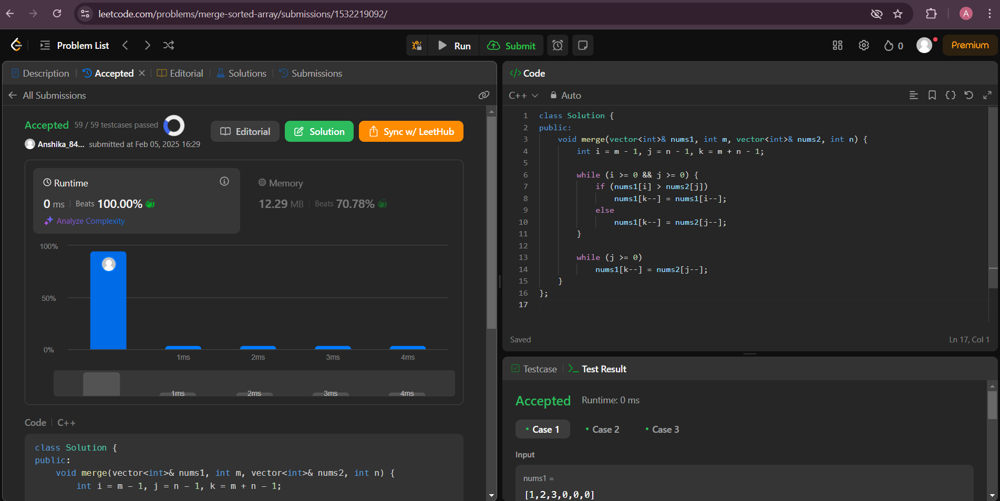 leetcode.com/problems/merge-sorted-array/submissions/1532219092/
A
Problem List
Run
Submit
0
Premium
Description
Accepted
Editorial
Solutions
Submissions
All Submissions
Accepted 59 / 59 testcases passed
Anshika_84... submitted at Feb 05, 2025 16:29
Editorial
Solution
Sync w/ LeetHub
Runtime
0 ms Beats 100.00%
Analyze Complexity
Memory
12.29 MB Beats 70.78%
100%
50%
0%
1ms 2ms 3ms 4ms
1ms 2ms 3ms 4ms
Code C++
class Solution {
public:
    void merge(vector<int>& nums1, int m, vector<int>& nums2, int n) {
        int i = m - 1, j = n - 1, k = m + n - 1;
</> Code
C++ Auto
1 class Solution {
2 public:
3     void merge(vector<int>& nums1, int m, vector<int>& nums2, int n) {
4         int i = m - 1, j = n - 1, k = m + n - 1;
5
6         while (i >= 0 && j >= 0) {
7             if (nums1[i] > nums2[j])
8                 nums1[k--] = nums1[i--];
9             else
10                 nums1[k--] = nums2[j--];
11         }
12
13         while (j >= 0)
14             nums1[k--] = nums2[j--];
15     }
16 };
17
Saved
Ln 17, Col 1
Testcase
Test Result
Accepted Runtime: 0 ms
Case 1
Case 2
Case 3
Input
nums1 =
[1,2,3,0,0,0]